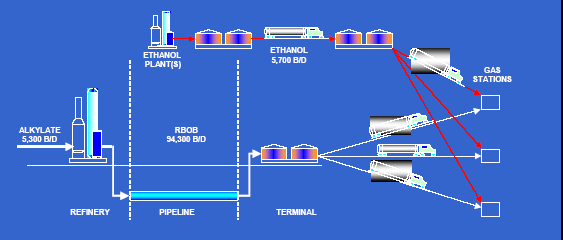 ETHANOL
PLANT(S)
ETHANOL
5,700 B/D
GAS
STATIONS
ALKYLATE
5,300 B/D
RBOB
94,300 B/D
REFINERY
PIPELINE
TERMINAL